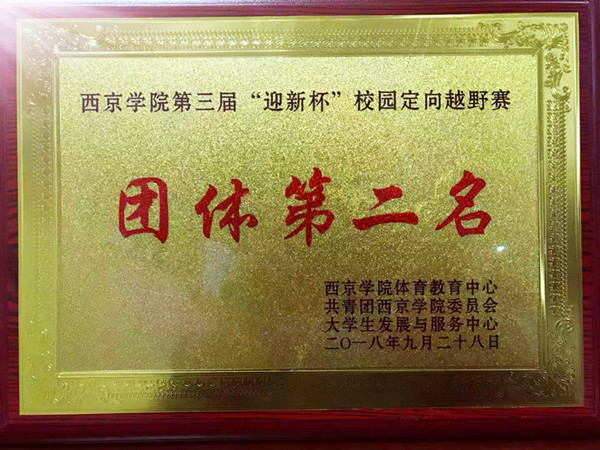 西京学院第三届“迎新杯”校园定向越野赛
团体第二名
西京学院体育教育中心
共青团西京学院委员会
大学生发展与服务中心
二〇一八年九月二十八日